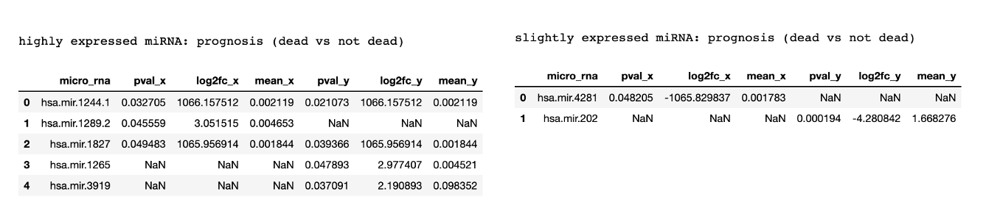 highly expressed miRNA: prognosis (dead vs not dead)
micro_rna pval_x log2fc_x mean_x pval_y log2fc_y mean_y
0 hsa.mir.1244.1 0.032705 1066.157512 0.002119 0.021073 1066.157512 0.002119
1 hsa.mir.1289.2 0.045559 3.051515 0.004653 NaN NaN NaN
2 hsa.mir.1827 0.049483 1065.956914 0.001844 0.039366 1065.956914 0.001844
3 hsa.mir.1265 NaN NaN NaN 0.047893 2.977407 0.004521
4 hsa.mir.3919 NaN NaN NaN 0.037091 2.190893 0.098352
slightly expressed miRNA: prognosis (dead vs not dead)
micro_rna pval_x log2fc_x mean_x pval_y log2fc_y mean_y
0 hsa.mir.4281 0.048205 -1065.829837 0.001783 NaN NaN NaN
1 hsa.mir.202 NaN NaN NaN 0.000194 -4.280842 1.668276